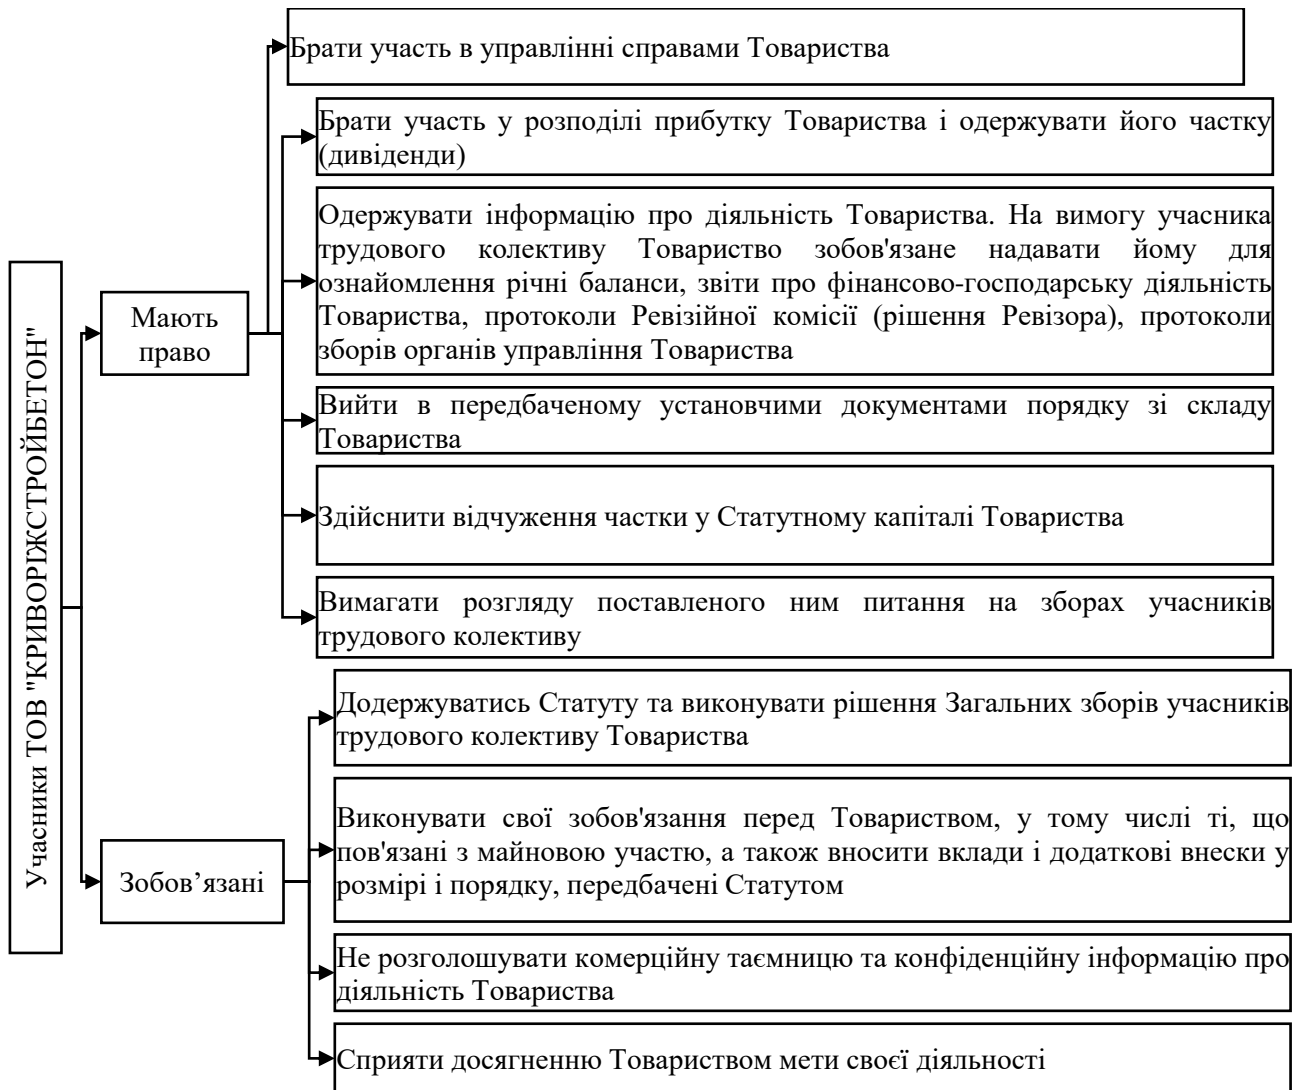 Учасники ТОВ "КРИВОРІЖСТРОЙБЕТОН"
Мають
право
Брати участь в управлінні справами Товариства
Брати участь у розподілі прибутку Товариства і одержувати його частку
(дивіденди)
Одержувати інформацію про діяльність Товариства. На вимогу учасника
трудового колективу Товариство зобов'язане надавати йому для
ознайомлення річні баланси, звіти про фінансово-господарську діяльність
Товариства, протоколи Ревізійної комісії (рішення Ревізора), протоколи
зборів органів управління Товариства
Вийти в передбаченому установчими документами порядку зі складу
Товариства
Здійснити відчуження частки у Статутному капіталі Товариства
Вимагати розгляду поставленого ним питання на зборах учасників
трудового колективу
Зобов’язані
Додержуватись Статуту та виконувати рішення Загальних зборів учасників
трудового колективу Товариства
Виконувати свої зобов'язання перед Товариством, у тому числі ті, що
пов'язані з майновою участю, а також вносити вклади і додаткові внески у
розмірі і порядку, передбачені Статутом
Не розголошувати комерційну таємницю та конфіденційну інформацію про
діяльність Товариства
Сприяти досягненню Товариством мети своєї діяльності